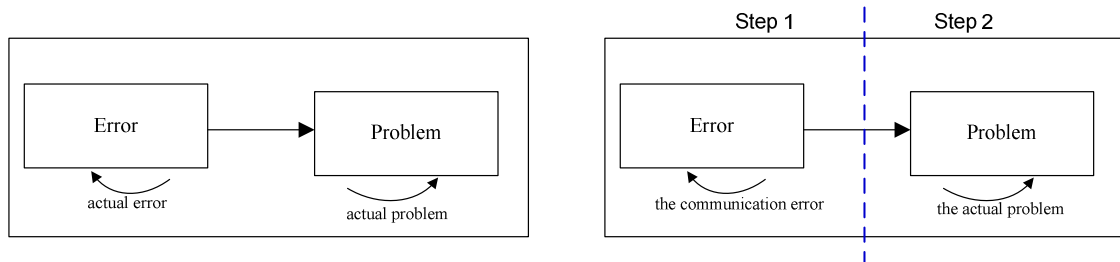 Error
Problem
actual error
actual problem
Step 1
Step 2
Error
Problem
the communication error
the actual problem